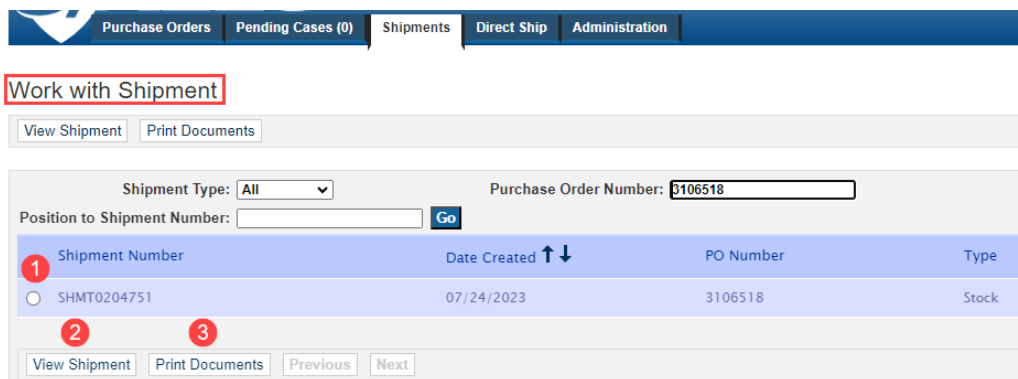 Purchase Orders Pending Cases (0) Shipments Direct Ship Administration
Work with Shipment
View Shipment Print Documents
Shipment Type: All Purchase Order Number: 3106518
Position to Shipment Number: Go
Shipment Number Date Created PO Number Type
1
SHMT0204751 07/24/2023 3106518 Stock
2 3
View Shipment Print Documents Previous Next